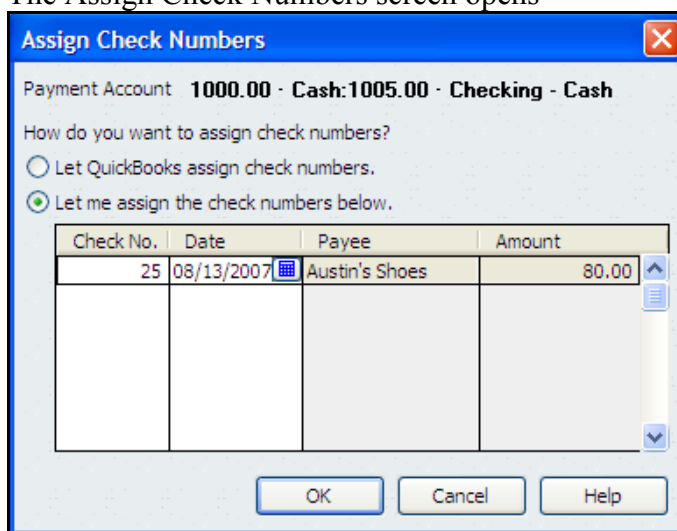 The Assign Check Numbers screen opens
Assign Check Numbers
Payment Account 1000.00 · Cash:1005.00 · Checking - Cash
How do you want to assign check numbers?
Let QuickBooks assign check numbers.
Let me assign the check numbers below.
Check No. Date Payee Amount
25 08/13/2007 Austin's Shoes 80.00
OK Cancel Help